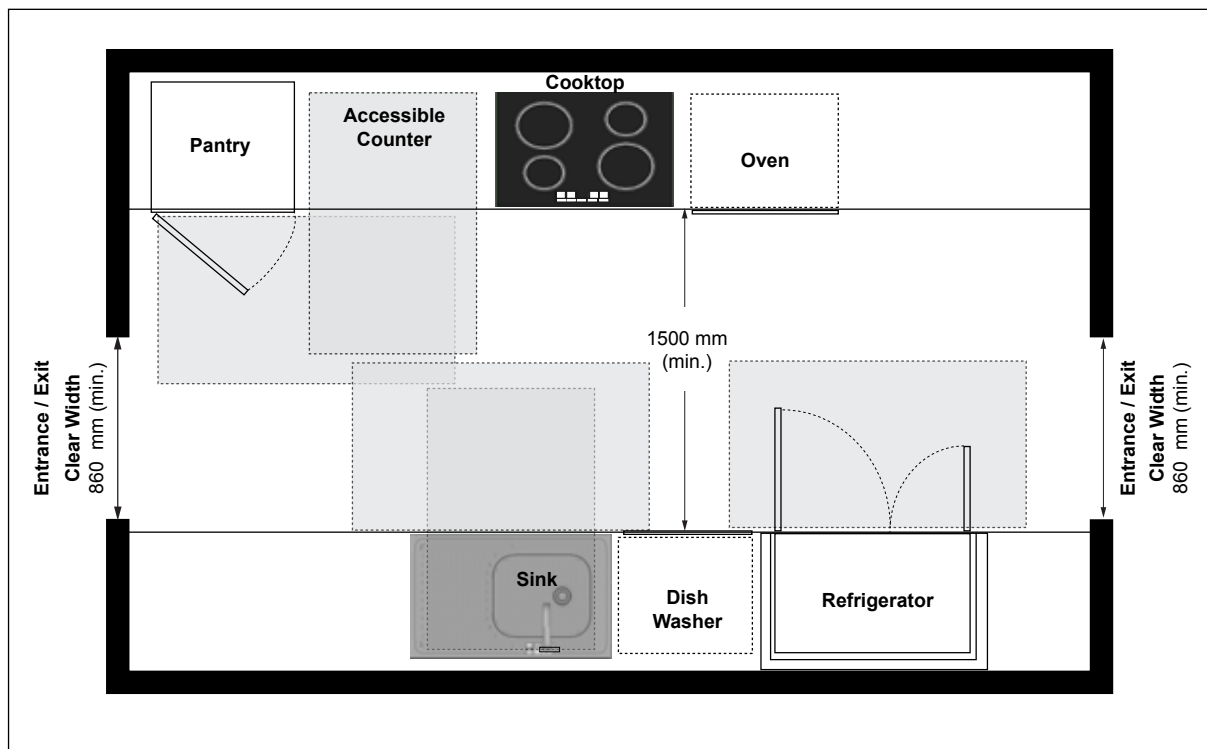 Cooktop
Accessible
Counter
Pantry
Oven
1500 mm
(min.)
Entrance / Exit
Clear Width
860  mm (min.)
Entrance / Exit
Clear Width
860  mm (min.)
Sink
Dish
Washer
Refrigerator